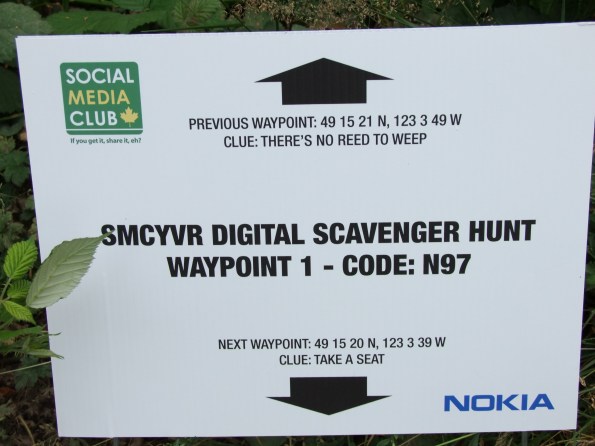 SOCIAL
MEDIA
CLUB
If you get it, share it, eh?
PREVIOUS WAYPOINT: 49 15 21 N, 123 3 49 W
CLUE: THERE'S NO REED TO WEEP
SMCYVR DIGITAL SCAVENGER HUNT
WAYPOINT 1 - CODE: N97
NEXT WAYPOINT: 49 15 20 N, 123 3 39 W
CLUE: TAKE A SEAT
NOKIA